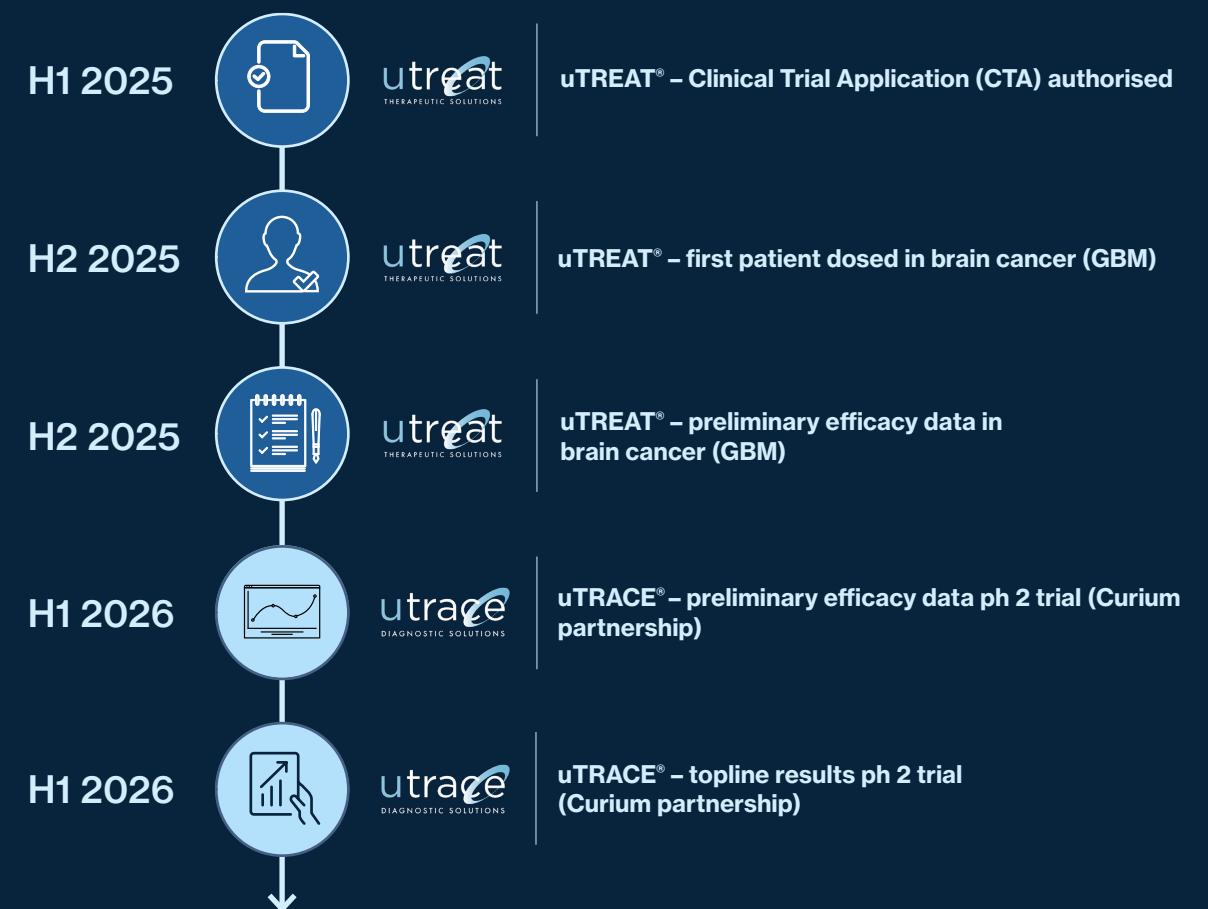 H1 2025
utreat
THERAPEUTIC SOLUTIONS
uTREAT® – Clinical Trial Application (CTA) authorised
H2 2025
utreat
THERAPEUTIC SOLUTIONS
uTREAT® – first patient dosed in brain cancer (GBM)
H2 2025
utreat
THERAPEUTIC SOLUTIONS
uTREAT® – preliminary efficacy data in
brain cancer (GBM)
H1 2026
utrace
DIAGNOSTIC SOLUTIONS
uTRACE® – preliminary efficacy data ph 2 trial (Curium
partnership)
H1 2026
utrace
DIAGNOSTIC SOLUTIONS
uTRACE® – topline results ph 2 trial
(Curium partnership)